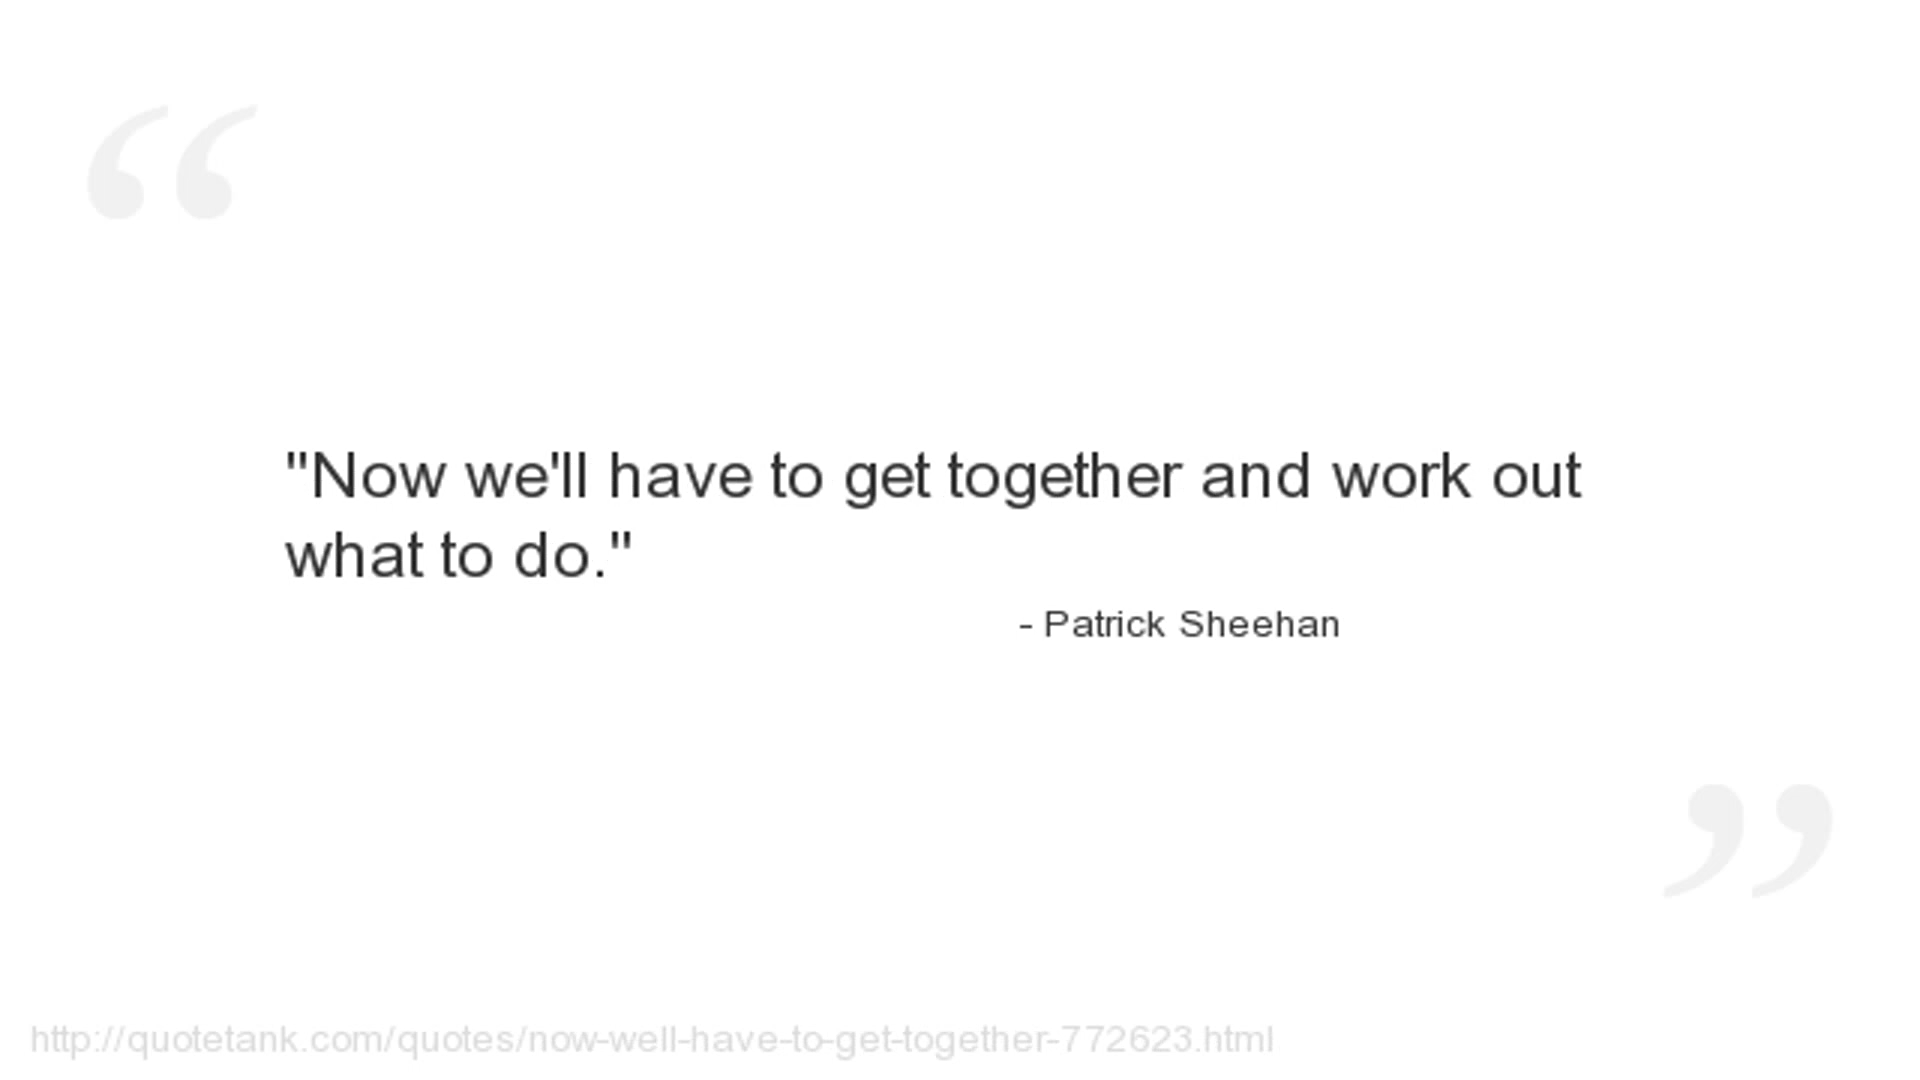 "Now we'll have to get together and work out
what to do."
- Patrick Sheehan
http://quotetank.com/quotes/now-well-have-to-get-together-772623.html